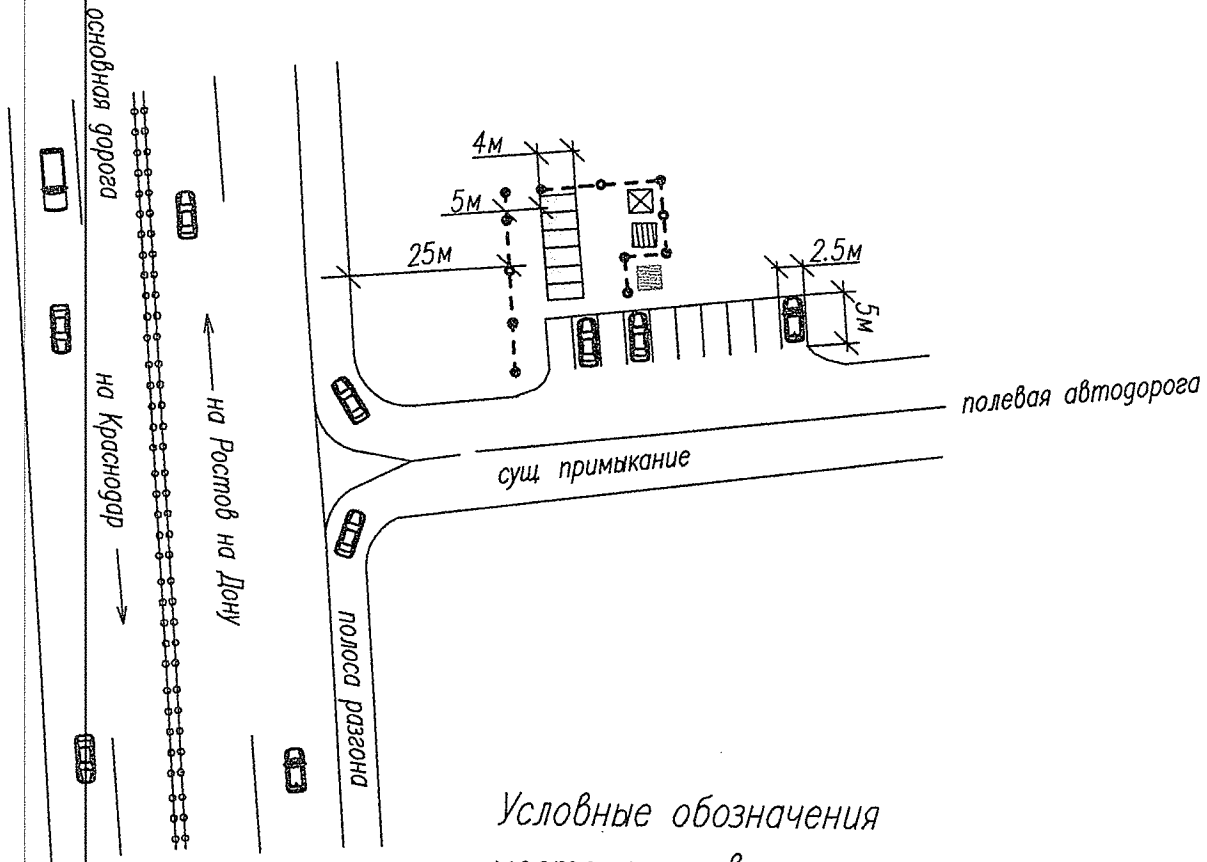 основная дорога
4м
5м
25м
2.5м
5м
на Краснодар
на Ростов на Дону
полевая автодорога
сущ примыкание
полоса разгона
Условные обозначения